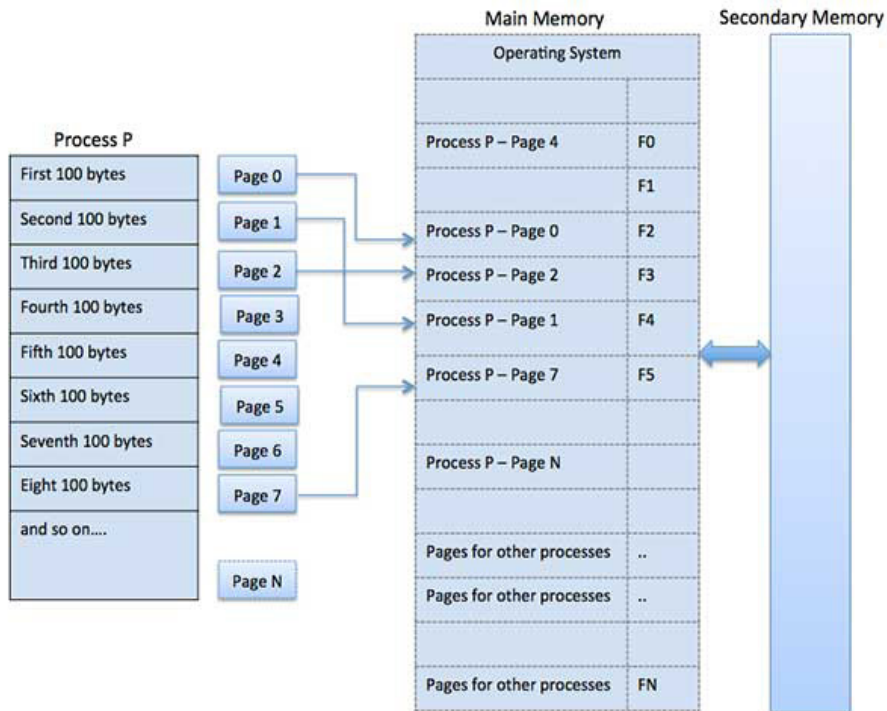 Main Memory
Secondary Memory
Operating System
Process P
First 100 bytes
Second 100 bytes
Third 100 bytes
Fourth 100 bytes
Fifth 100 bytes
Sixth 100 bytes
Seventh 100 bytes
Eight 100 bytes
and so on....
Page 0
Page 1
Page 2
Page 3
Page 4
Page 5
Page 6
Page 7
Page N
Process P – Page 4 F0
F1
Process P – Page 0 F2
Process P – Page 2 F3
Process P – Page 1 F4
Process P – Page 7 F5
Process P – Page N
Pages for other processes ..
Pages for other processes ..
Pages for other processes FN